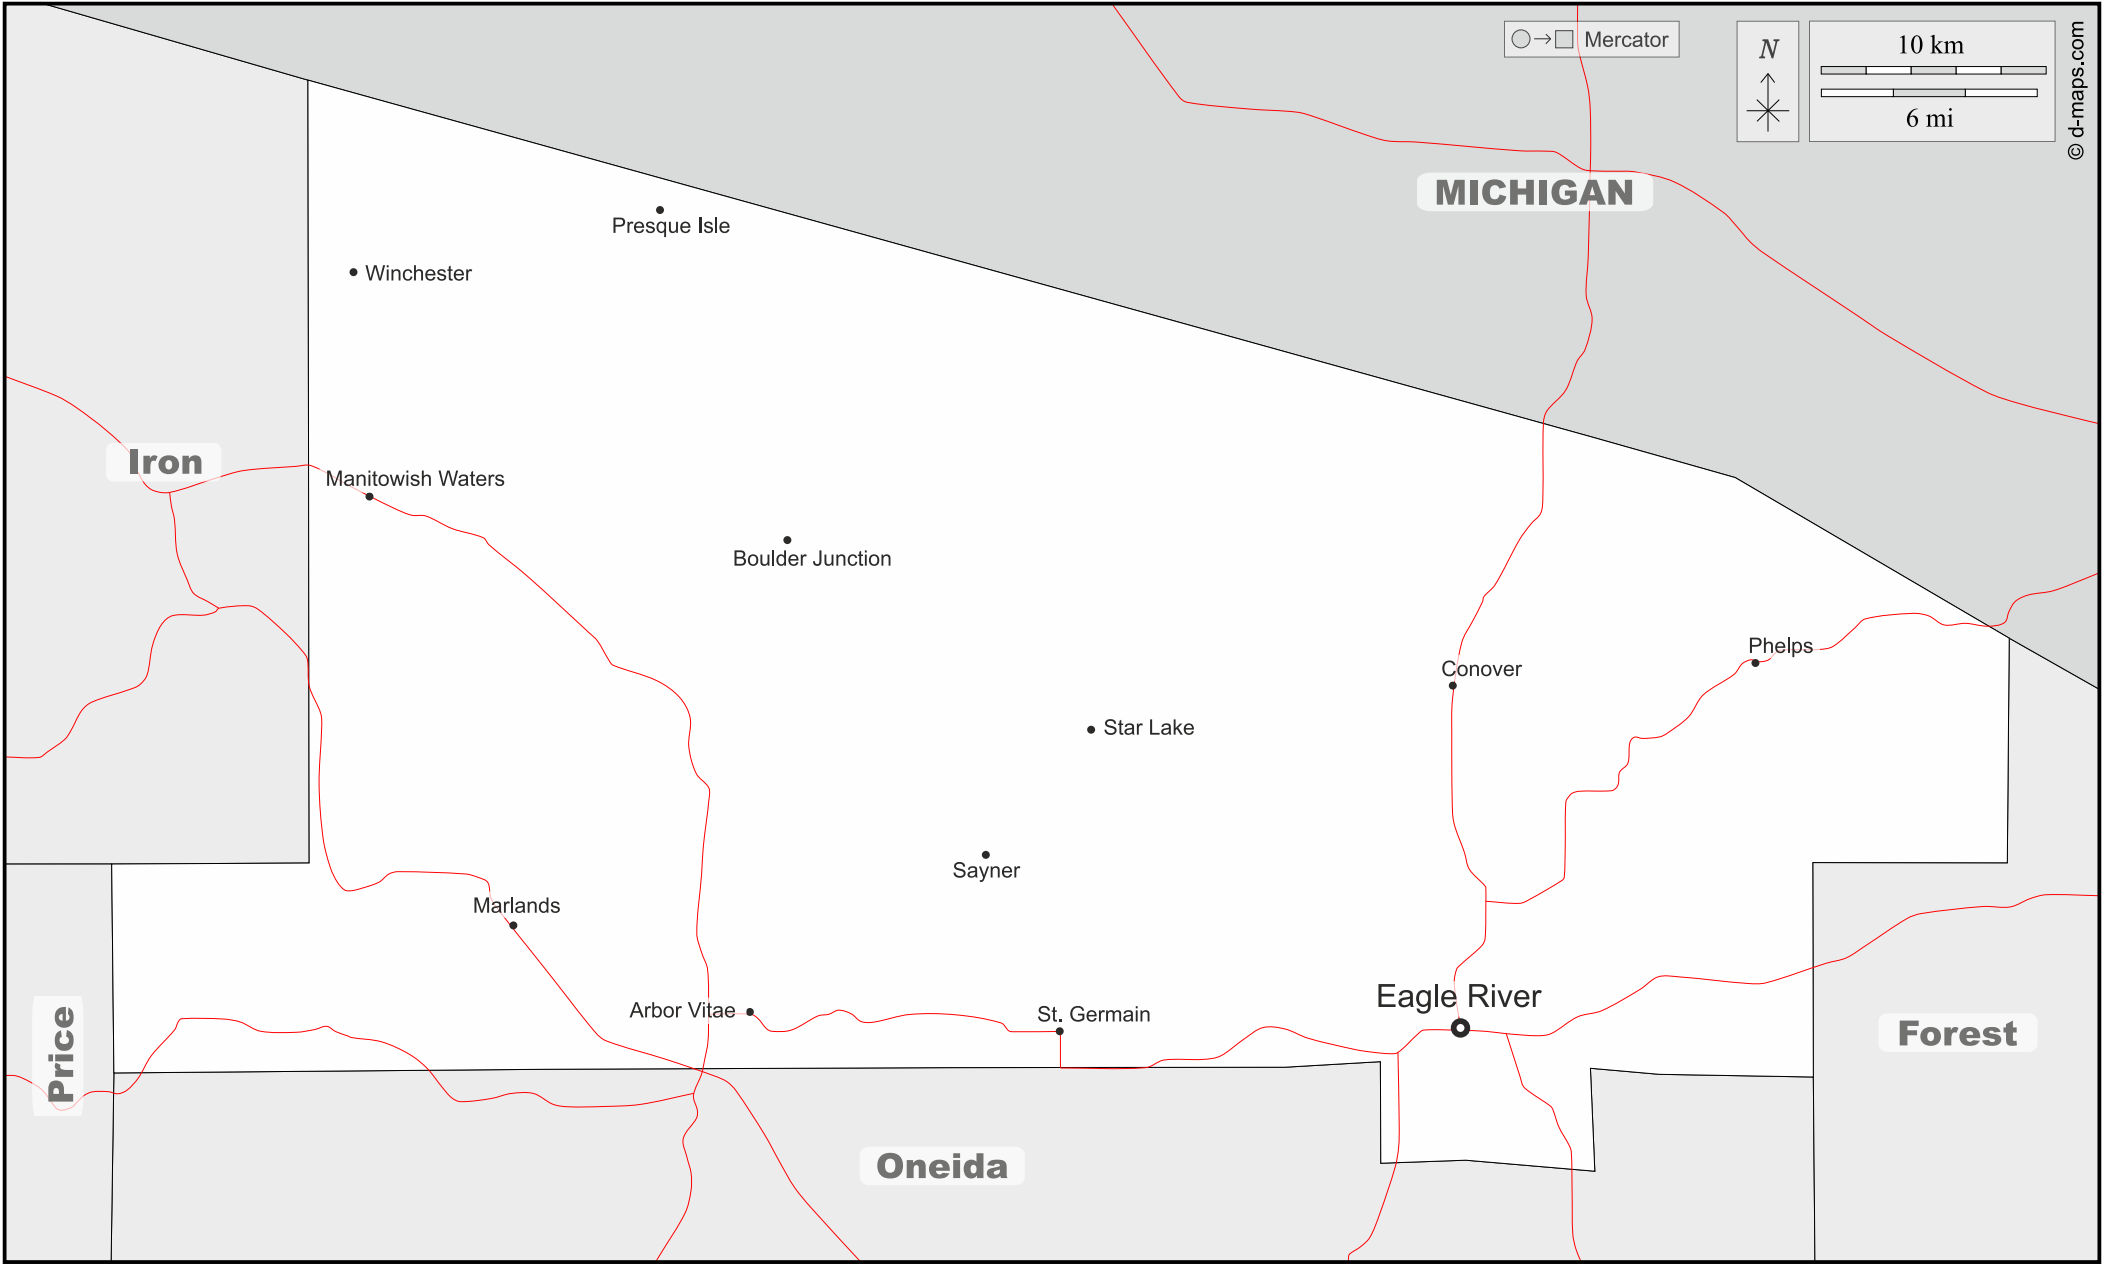 Mercator
N
10 km
6 mi
© d-maps.com
MICHIGAN
Presque Isle
Winchester
Iron
Manitowish Waters
Boulder Junction
Phelps
Conover
Star Lake
Sayner
Marlands
Eagle River
Arbor Vitae
St. Germain
Forest
Price
Oneida